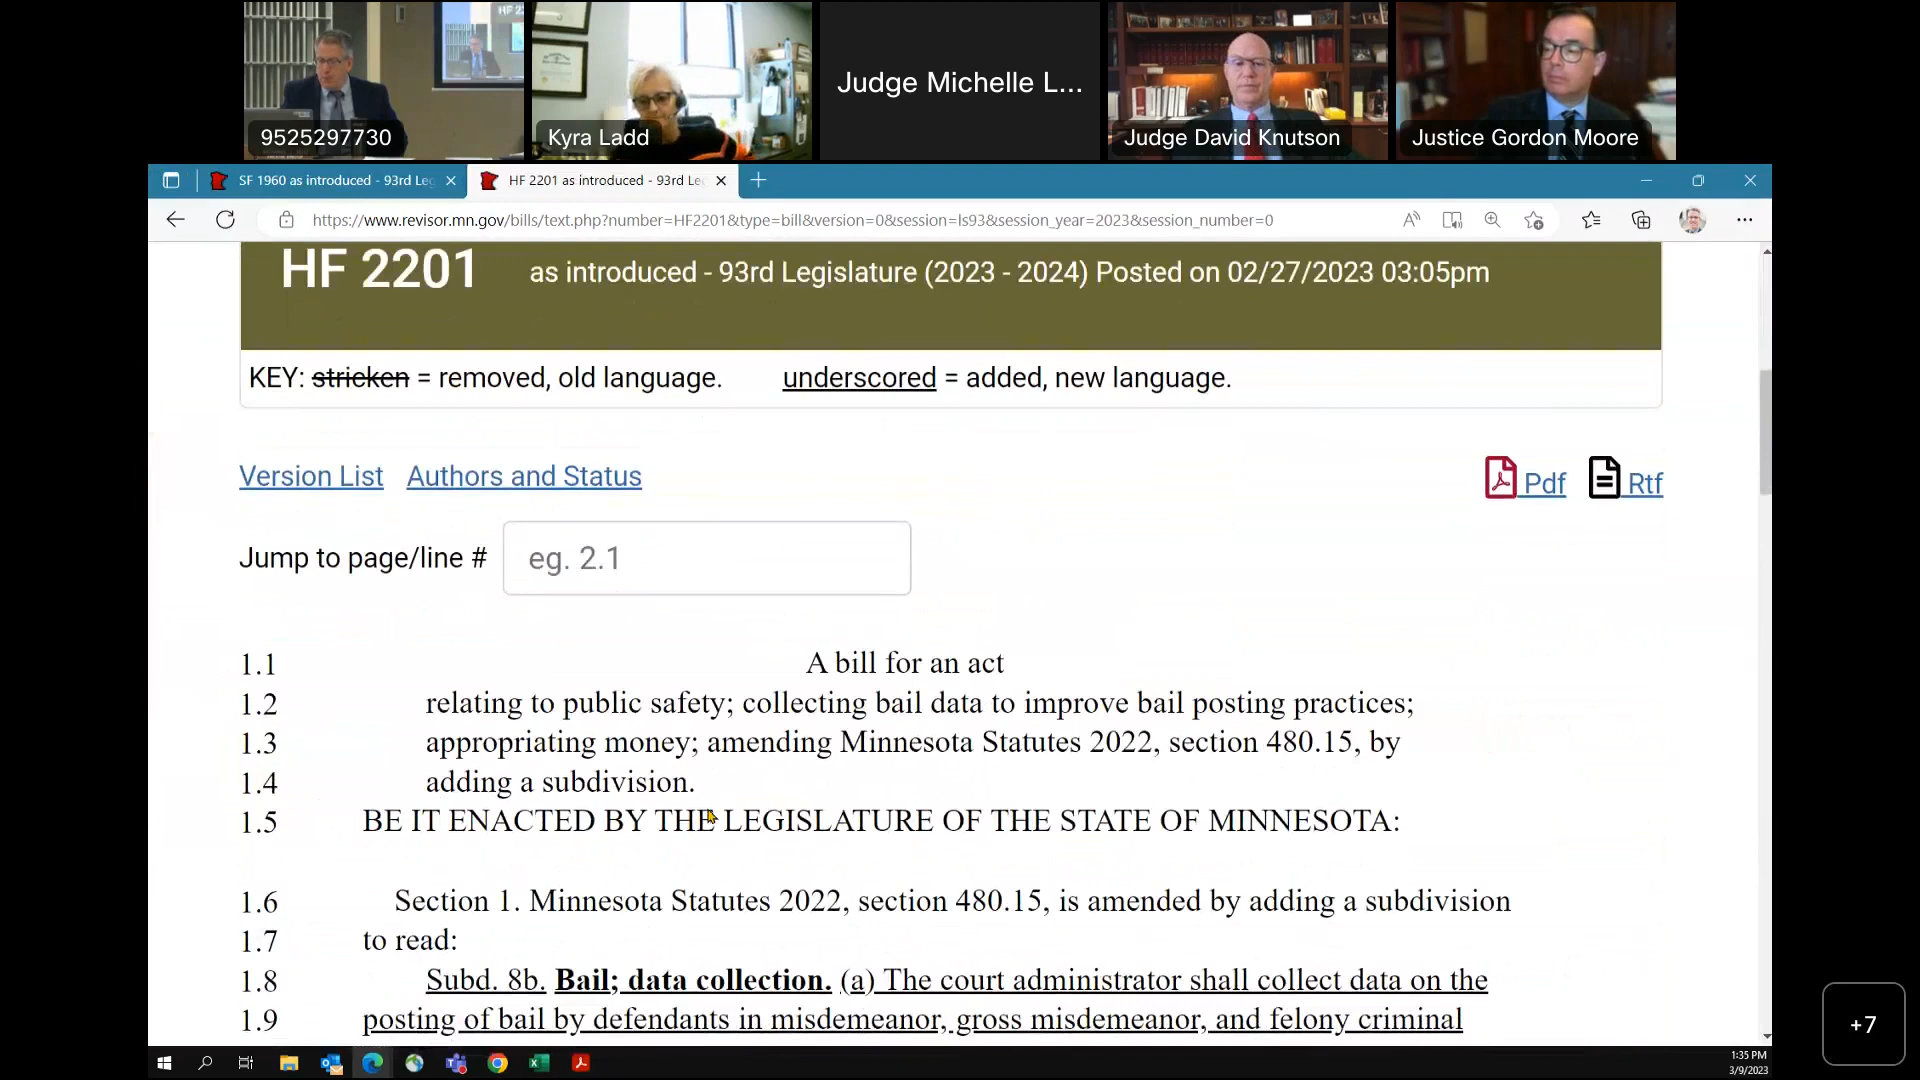 9525297730
Kyra Ladd
Judge Michelle L...
Judge David Knutson
Justice Gordon Moore
SF 1960 as introduced - 93rd Leg
HF 2201 as introduced - 93rd Le
https://www.revisor.mn.gov/bills/text.php?number=HF2201&type=bill&version=0&session=ls93&session_year=2023&session_number=0
HF 2201 as introduced - 93rd Legislature (2023 - 2024) Posted on 02/27/2023 03:05pm
KEY: stricken = removed, old language. underscored = added, new language.
Version List Authors and Status Pdf Rtf
Jump to page/line # eg. 2.1
1.1 A bill for an act
1.2 relating to public safety; collecting bail data to improve bail posting practices;
1.3 appropriating money; amending Minnesota Statutes 2022, section 480.15, by
1.4 adding a subdivision.
1.5 BE IT ENACTED BY THE LEGISLATURE OF THE STATE OF MINNESOTA:
1.6 Section 1. Minnesota Statutes 2022, section 480.15, is amended by adding a subdivision
1.7 to read:
1.8 Subd. 8b. Bail; data collection. (a) The court administrator shall collect data on the
1.9 posting of bail by defendants in misdemeanor, gross misdemeanor, and felony criminal
+7
1:35 PM
3/9/2023